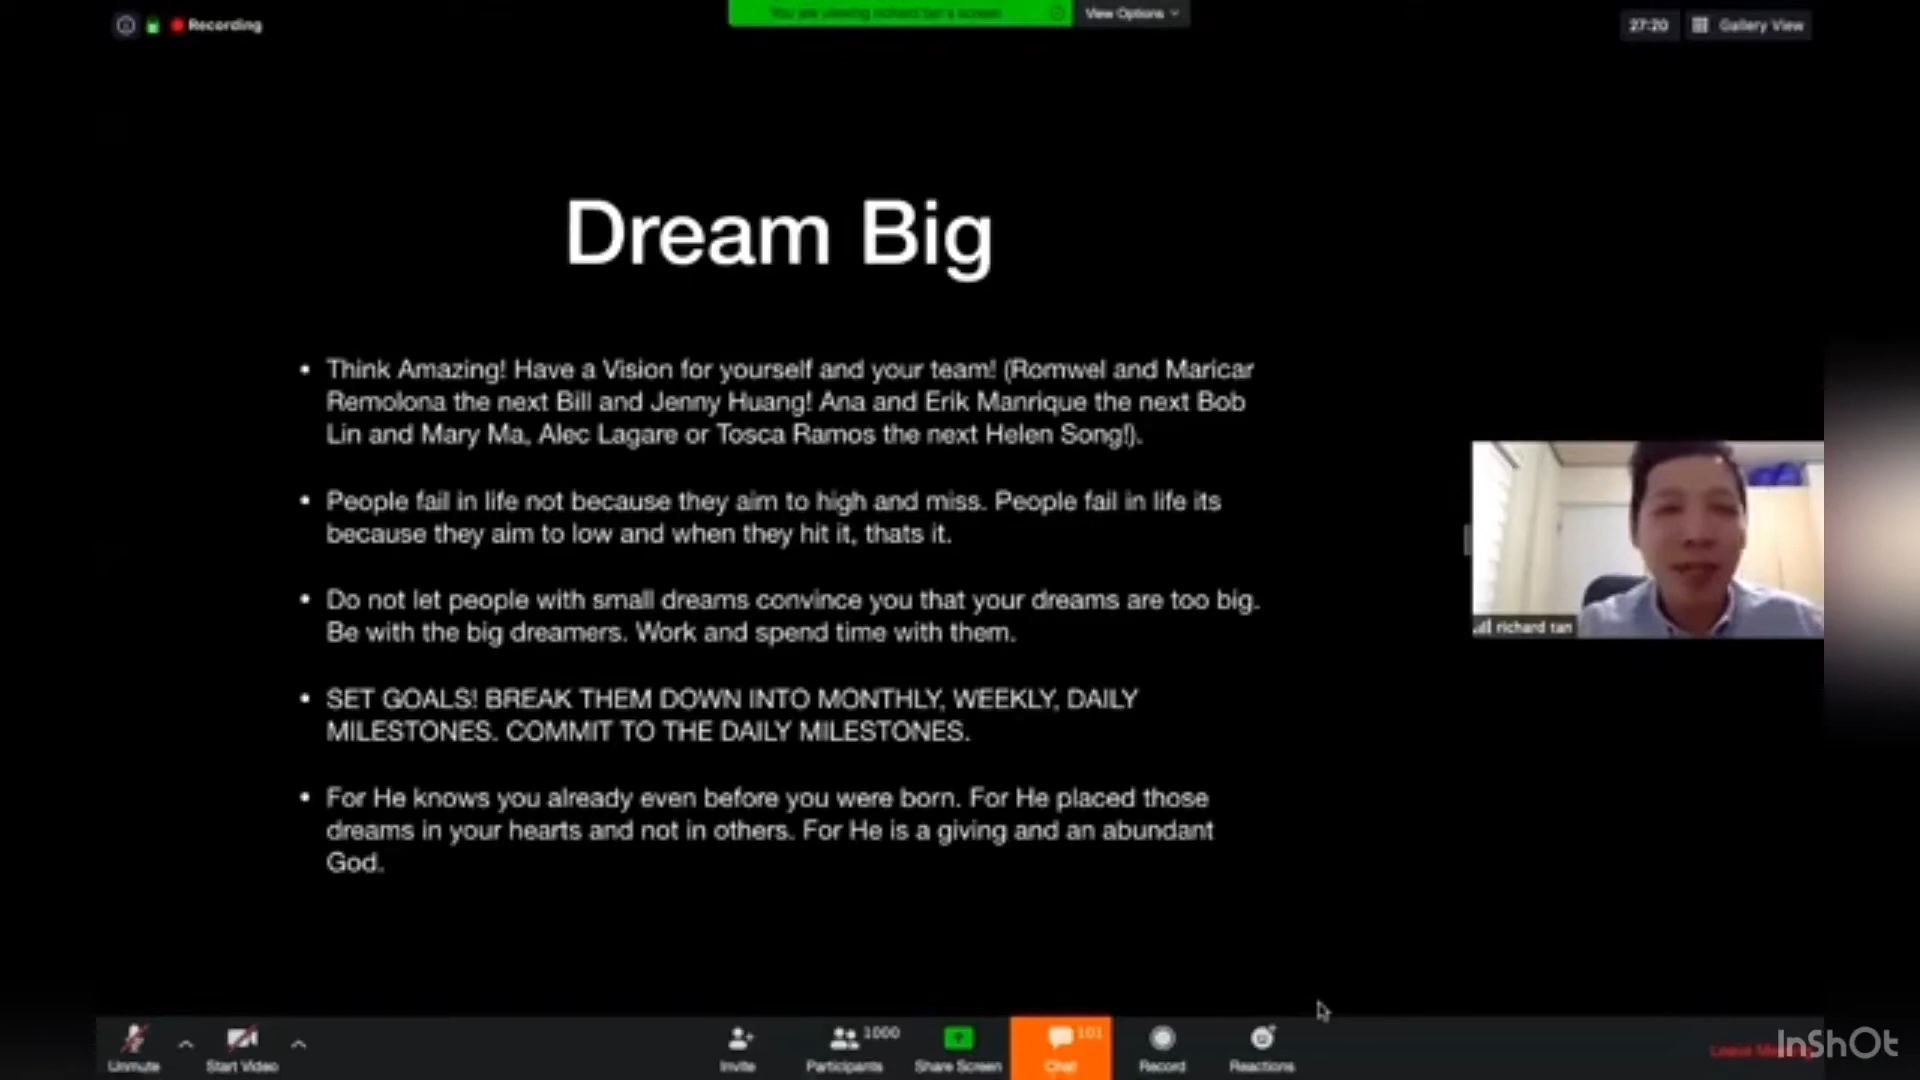 Recording
You are viewing richard tan's screen
View Options
27:20
Gallery View
Dream Big
• Think Amazing! Have a Vision for yourself and your team! (Romwel and Maricar
Remolona the next Bill and Jenny Huang! Ana and Erik Manrique the next Bob
Lin and Mary Ma, Alec Lagare or Tosca Ramos the next Helen Song!).
• People fail in life not because they aim to high and miss. People fail in life its
because they aim to low and when they hit it, thats it.
• Do not let people with small dreams convince you that your dreams are too big.
Be with the big dreamers. Work and spend time with them.
• SET GOALS! BREAK THEM DOWN INTO MONTHLY, WEEKLY, DAILY
MILESTONES. COMMIT TO THE DAILY MILESTONES.
• For He knows you already even before you were born. For He placed those
dreams in your hearts and not in others. For He is a giving and an abundant
God.
richard tan
Unmute
Start Video
Invite
1000
Participants
Share Screen
101
Chat
Record
Reactions
Leave
InShOt